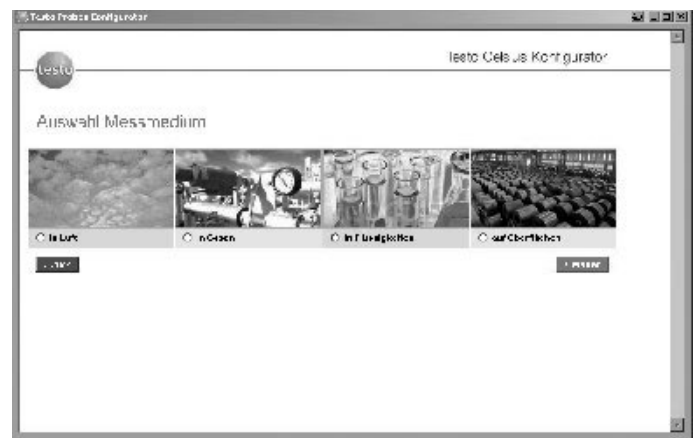 Testo Probes Configurator
testo
Testo Celsius Konfigurator
Auswahl Messmedium
in Luft
in Gasen
in Flüssigkeiten
auf Oberflächen